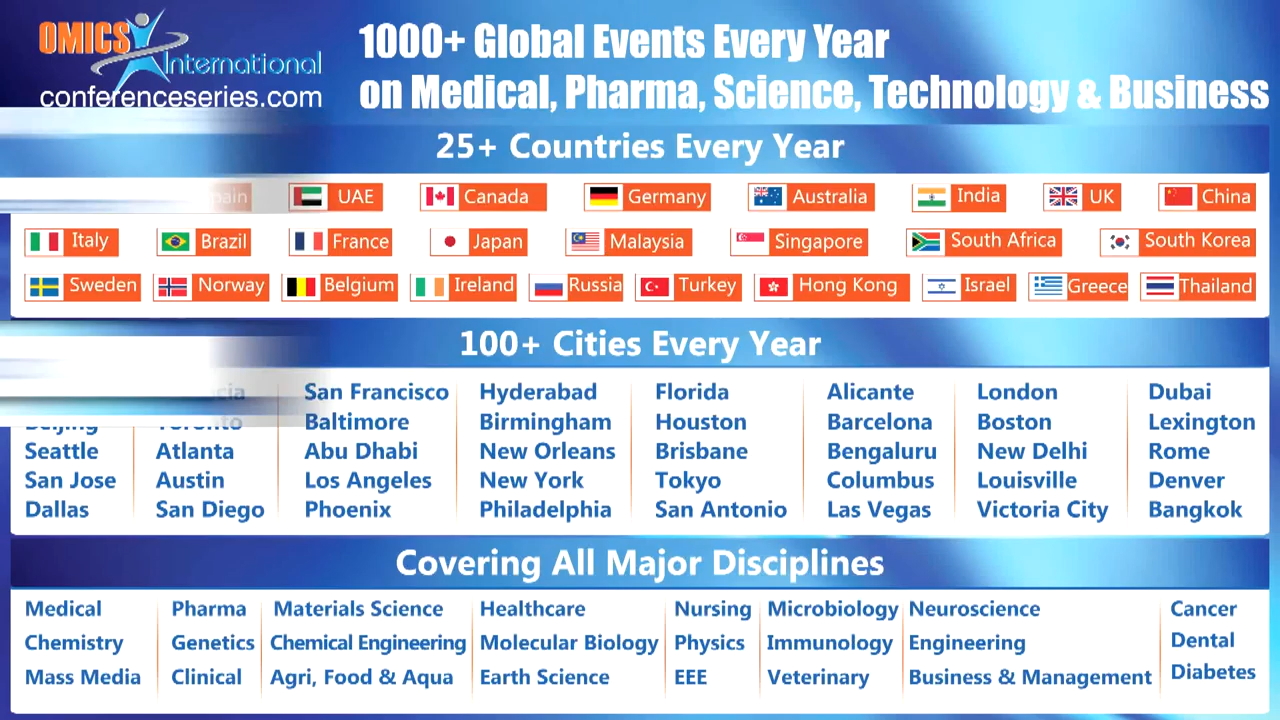 OMICS International
conferenceseries.com
1000+ Global Events Every Year
on Medical, Pharma, Science, Technology & Business
25+ Countries Every Year
UAE Canada Germany Australia India UK China
Italy Brazil France Japan Malaysia Singapore South Africa South Korea
Sweden Norway Belgium Ireland Russia Turkey Hong Kong Israel Greece Thailand
100+ Cities Every Year
San Francisco Hyderabad Florida Alicante London Dubai
Beijing Toronto Baltimore Birmingham Houston Barcelona Boston Lexington
Seattle Atlanta Abu Dhabi New Orleans Brisbane Bengaluru New Delhi Rome
San Jose Austin Los Angeles New York Tokyo Columbus Louisville Denver
Dallas San Diego Phoenix Philadelphia San Antonio Las Vegas Victoria City Bangkok
Covering All Major Disciplines
Medical Pharma Materials Science Healthcare Nursing Microbiology Neuroscience Cancer
Chemistry Genetics Chemical Engineering Molecular Biology Physics Immunology Engineering Dental
Mass Media Clinical Agri, Food & Aqua Earth Science EEE Veterinary Business & Management Diabetes